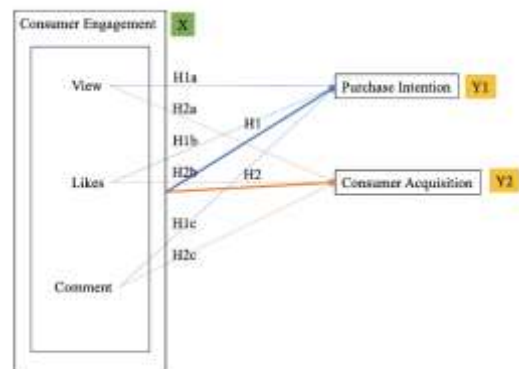 Consumer Engagement X
View
H1a
Purchase Intention Y1
H2a
H1
H1b
Likes
H2b
H2
Consumer Acquisition Y2
H1c
H2c
Comment